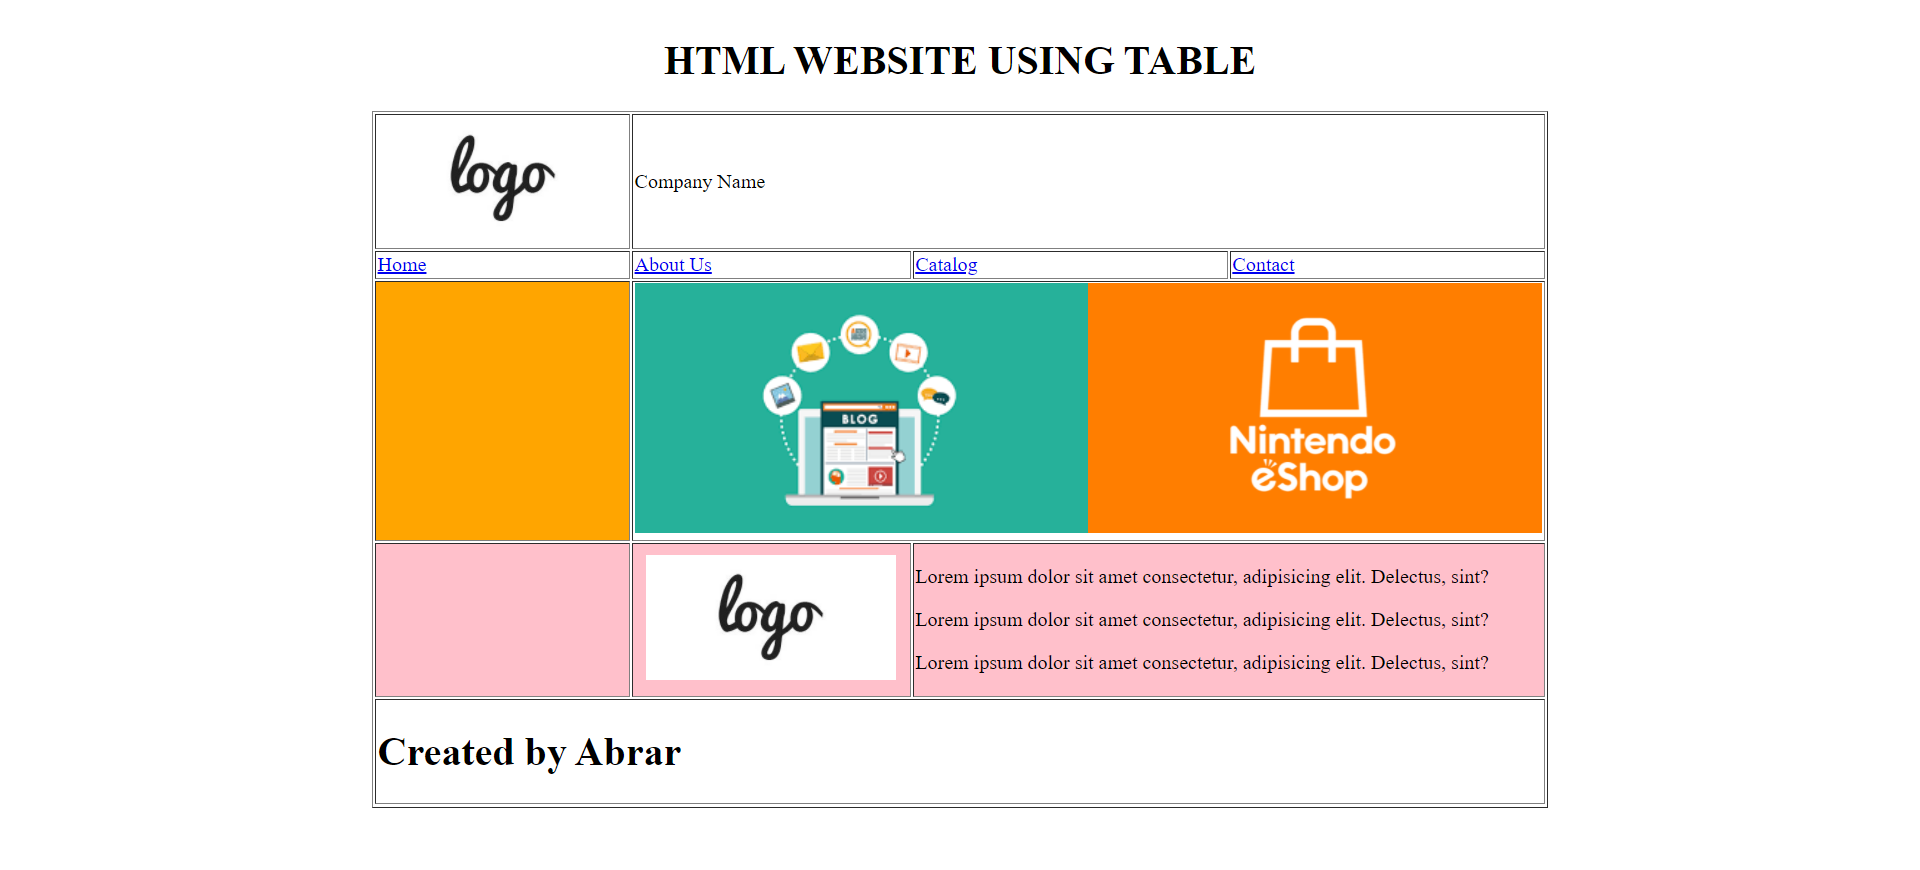 HTML WEBSITE USING TABLE
logo
Company Name
Home
About Us
Catalog
Contact
BLOG
Nintendo
eShop
logo
Lorem ipsum dolor sit amet consectetur, adipisicing elit. Delectus, sint?
Lorem ipsum dolor sit amet consectetur, adipisicing elit. Delectus, sint?
Lorem ipsum dolor sit amet consectetur, adipisicing elit. Delectus, sint?
Created by Abrar